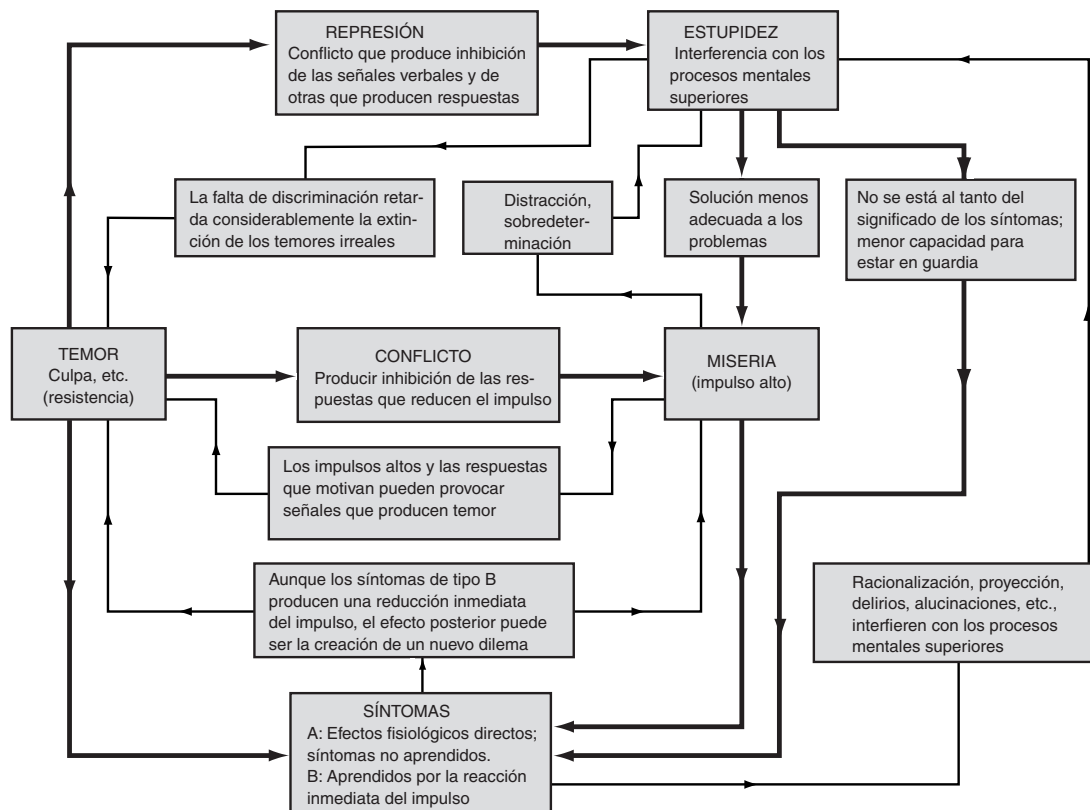 REPRESIÓN
Conflicto que produce inhibición
de las señales verbales y de
otras que producen respuestas
ESTUPIDEZ
Interferencia con los
procesos mentales
superiores
La falta de discriminación retar-
da considerablemente la extin-
ción de los temores irreales
Distracción,
sobredeter-
minación
Solución menos
adecuada a los
problemas
No se está al tanto del
significado de los síntomas;
menor capacidad para
estar en guardia
TEMOR
Culpa, etc.
(resistencia)
CONFLICTO
Producir inhibición de las res-
puestas que reducen el impulso
MISERIA
(impulso alto)
Los impulsos altos y las respuestas
que motivan pueden provocar
señales que producen temor
Aunque los síntomas de tipo B
producen una reducción inmediata
del impulso, el efecto posterior puede
ser la creación de un nuevo dilema
Racionalización, proyección,
delirios, alucinaciones, etc.,
interfieren con los procesos
mentales superiores
SÍNTOMAS
A: Efectos fisiológicos directos;
síntomas no aprendidos.
B: Aprendidos por la reacción
inmediata del impulso